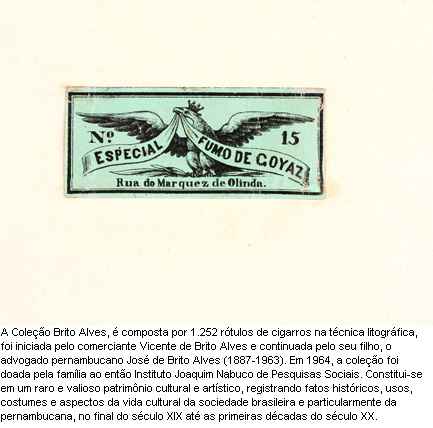 Nº 15
ESPECIAL FUMO DE GOYAZ
Rua do Marquez de Olinda.
A Coleção Brito Alves, é composta por 1.252 rótulos de cigarros na técnica litográfica,
foi iniciada pelo comerciante Vicente de Brito Alves e continuada pelo seu filho, o
advogado pernambucano José de Brito Alves (1887-1963). Em 1964, a coleção foi
doada pela família ao então Instituto Joaquim Nabuco de Pesquisas Sociais. Constitui-se
em um raro e valioso patrimônio cultural e artístico, registrando fatos históricos, usos,
costumes e aspectos da vida cultural da sociedade brasileira e particularmente da
pernambucana, no final do século XIX até as primeiras décadas do século XX.